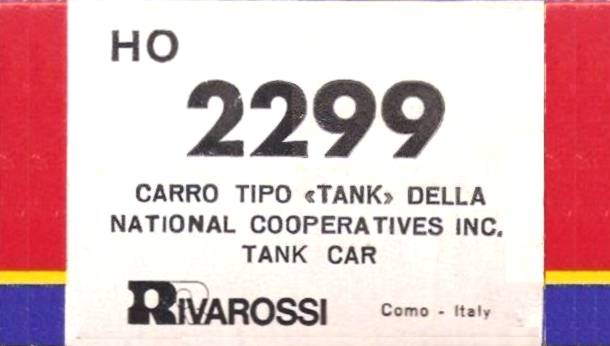 HO
2299
CARRO TIPO «TANK» DELLA
NATIONAL COOPERATIVES INC.
TANK CAR
RIVAROSSI Como - Italy